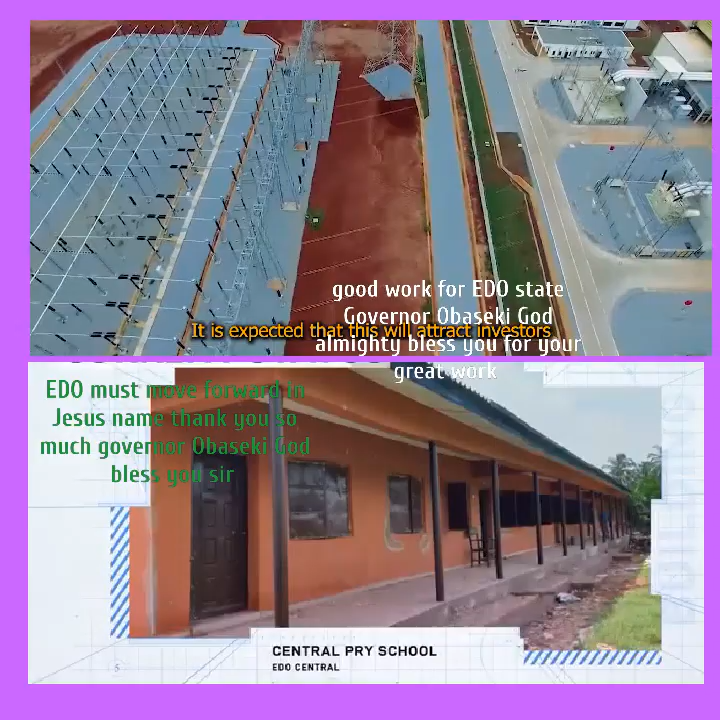 good work for EDO state
Governor Obaseki God
It is expected that this will attract investors
almighty bless you for your
great work
EDO must move forward in
Jesus name thank you so
much governor Obaseki God
bless you sir
CENTRAL PRY SCHOOL
EDO CENTRAL
5